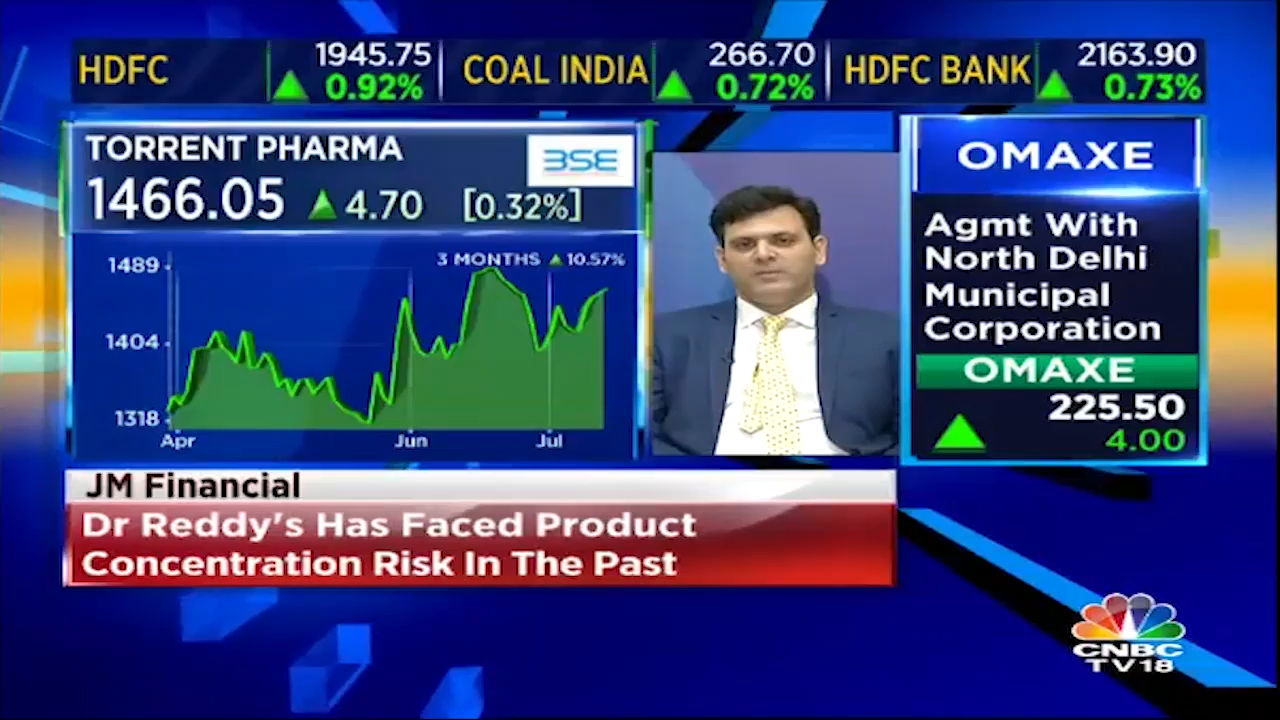 HDFC 1945.75 0.92% COAL INDIA 266.70 0.72% HDFC BANK 2163.90 0.73%
TORRENT PHARMA
BSE
1466.05 4.70 [0.32%]
3 MONTHS 10.57%
1489
1404
1318
Apr Jun Jul
OMAXE
Agmt With
North Delhi
Municipal
Corporation
OMAXE
225.50
4.00
JM Financial
Dr Reddy's Has Faced Product
Concentration Risk In The Past
CNBC
TV18